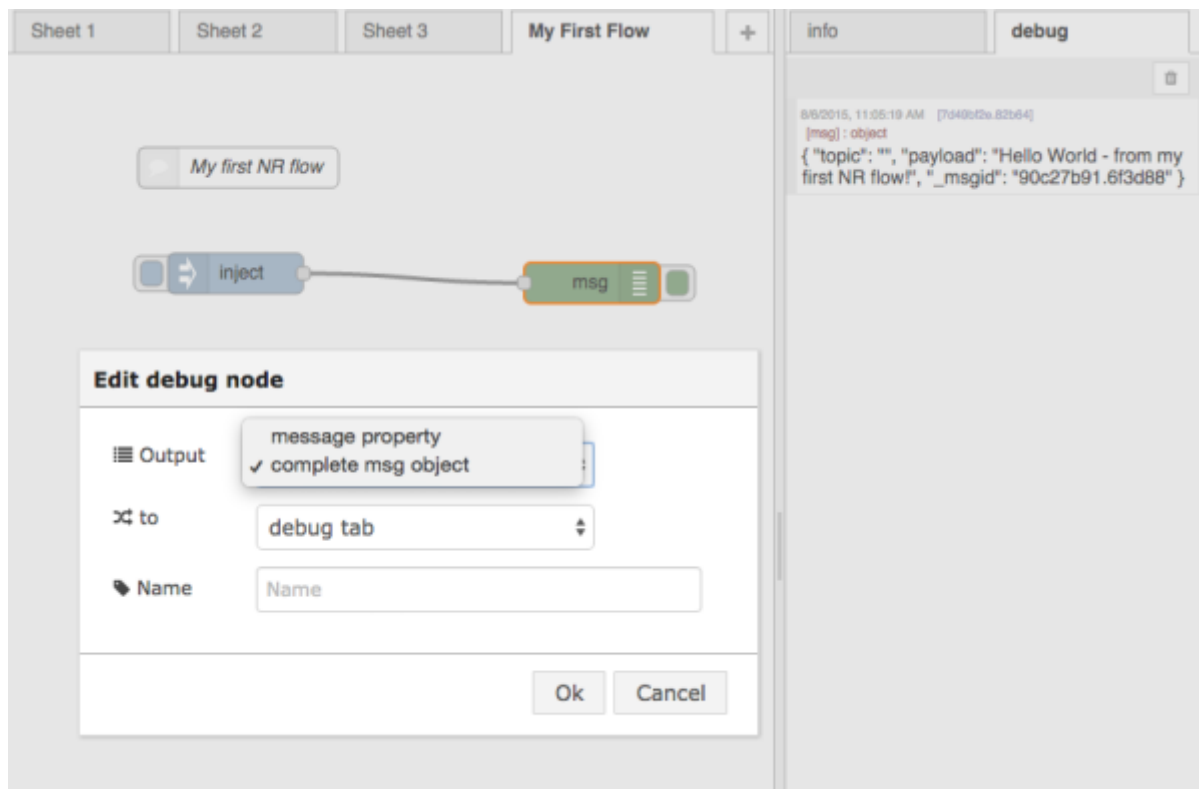 Sheet 1
Sheet 2
Sheet 3
My First Flow
+
info
debug
8/6/2015, 11:05:19 AM [7d40bf2e.82b64]
[msg] : object
{ "topic": "", "payload": "Hello World - from my
first NR flow!", "_msgid": "90c27b91.6f3d88" }
My first NR flow
inject
msg
Edit debug node
Output
message property
✓ complete msg object
to
debug tab
Name
Name
Ok
Cancel